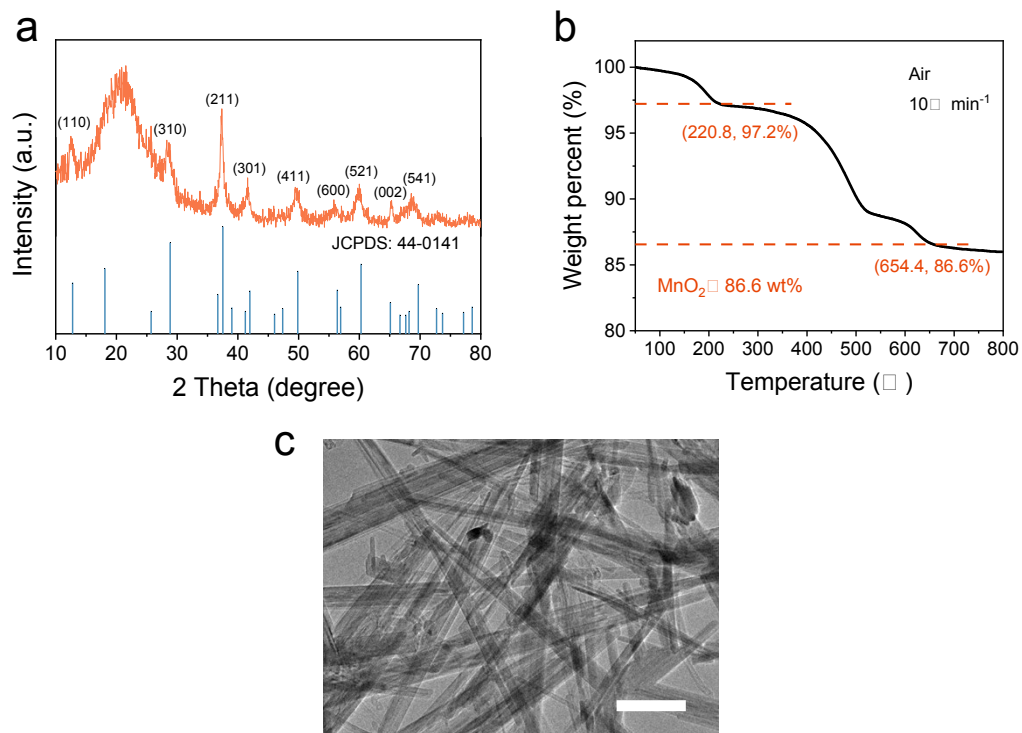 a
(110)
(310)
(211)
(301)
(411)
(600)
(521)
(002)
(541)
JCPDS: 44-0141
Intensity (a.u.)
10 20 30 40 50 60 70 80
2 Theta (degree)
b
100
95
90
85
80
Weight percent (%)
Air
10□ min⁻¹
(220.8, 97.2%)
(654.4, 86.6%)
MnO₂□ 86.6 wt%
100 200 300 400 500 600 700 800
Temperature (□ )
c